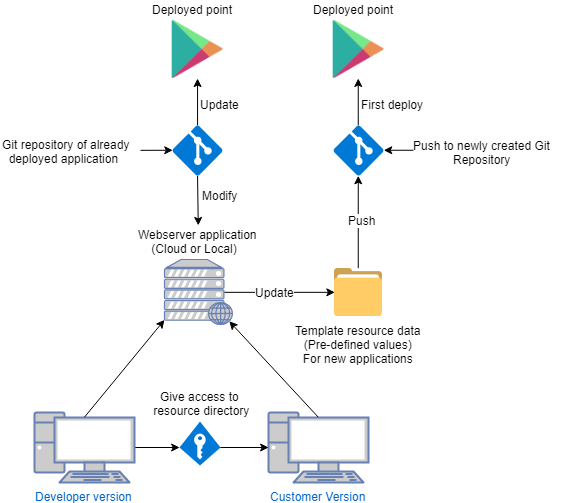 Deployed point
Deployed point
Update
First deploy
Git repository of already
deployed application
Push to newly created Git
Repository
Modify
Push
Webserver application
(Cloud or Local)
Update
Template resource data
(Pre-defined values)
For new applications
Give access to
resource directory
Developer version
Customer Version